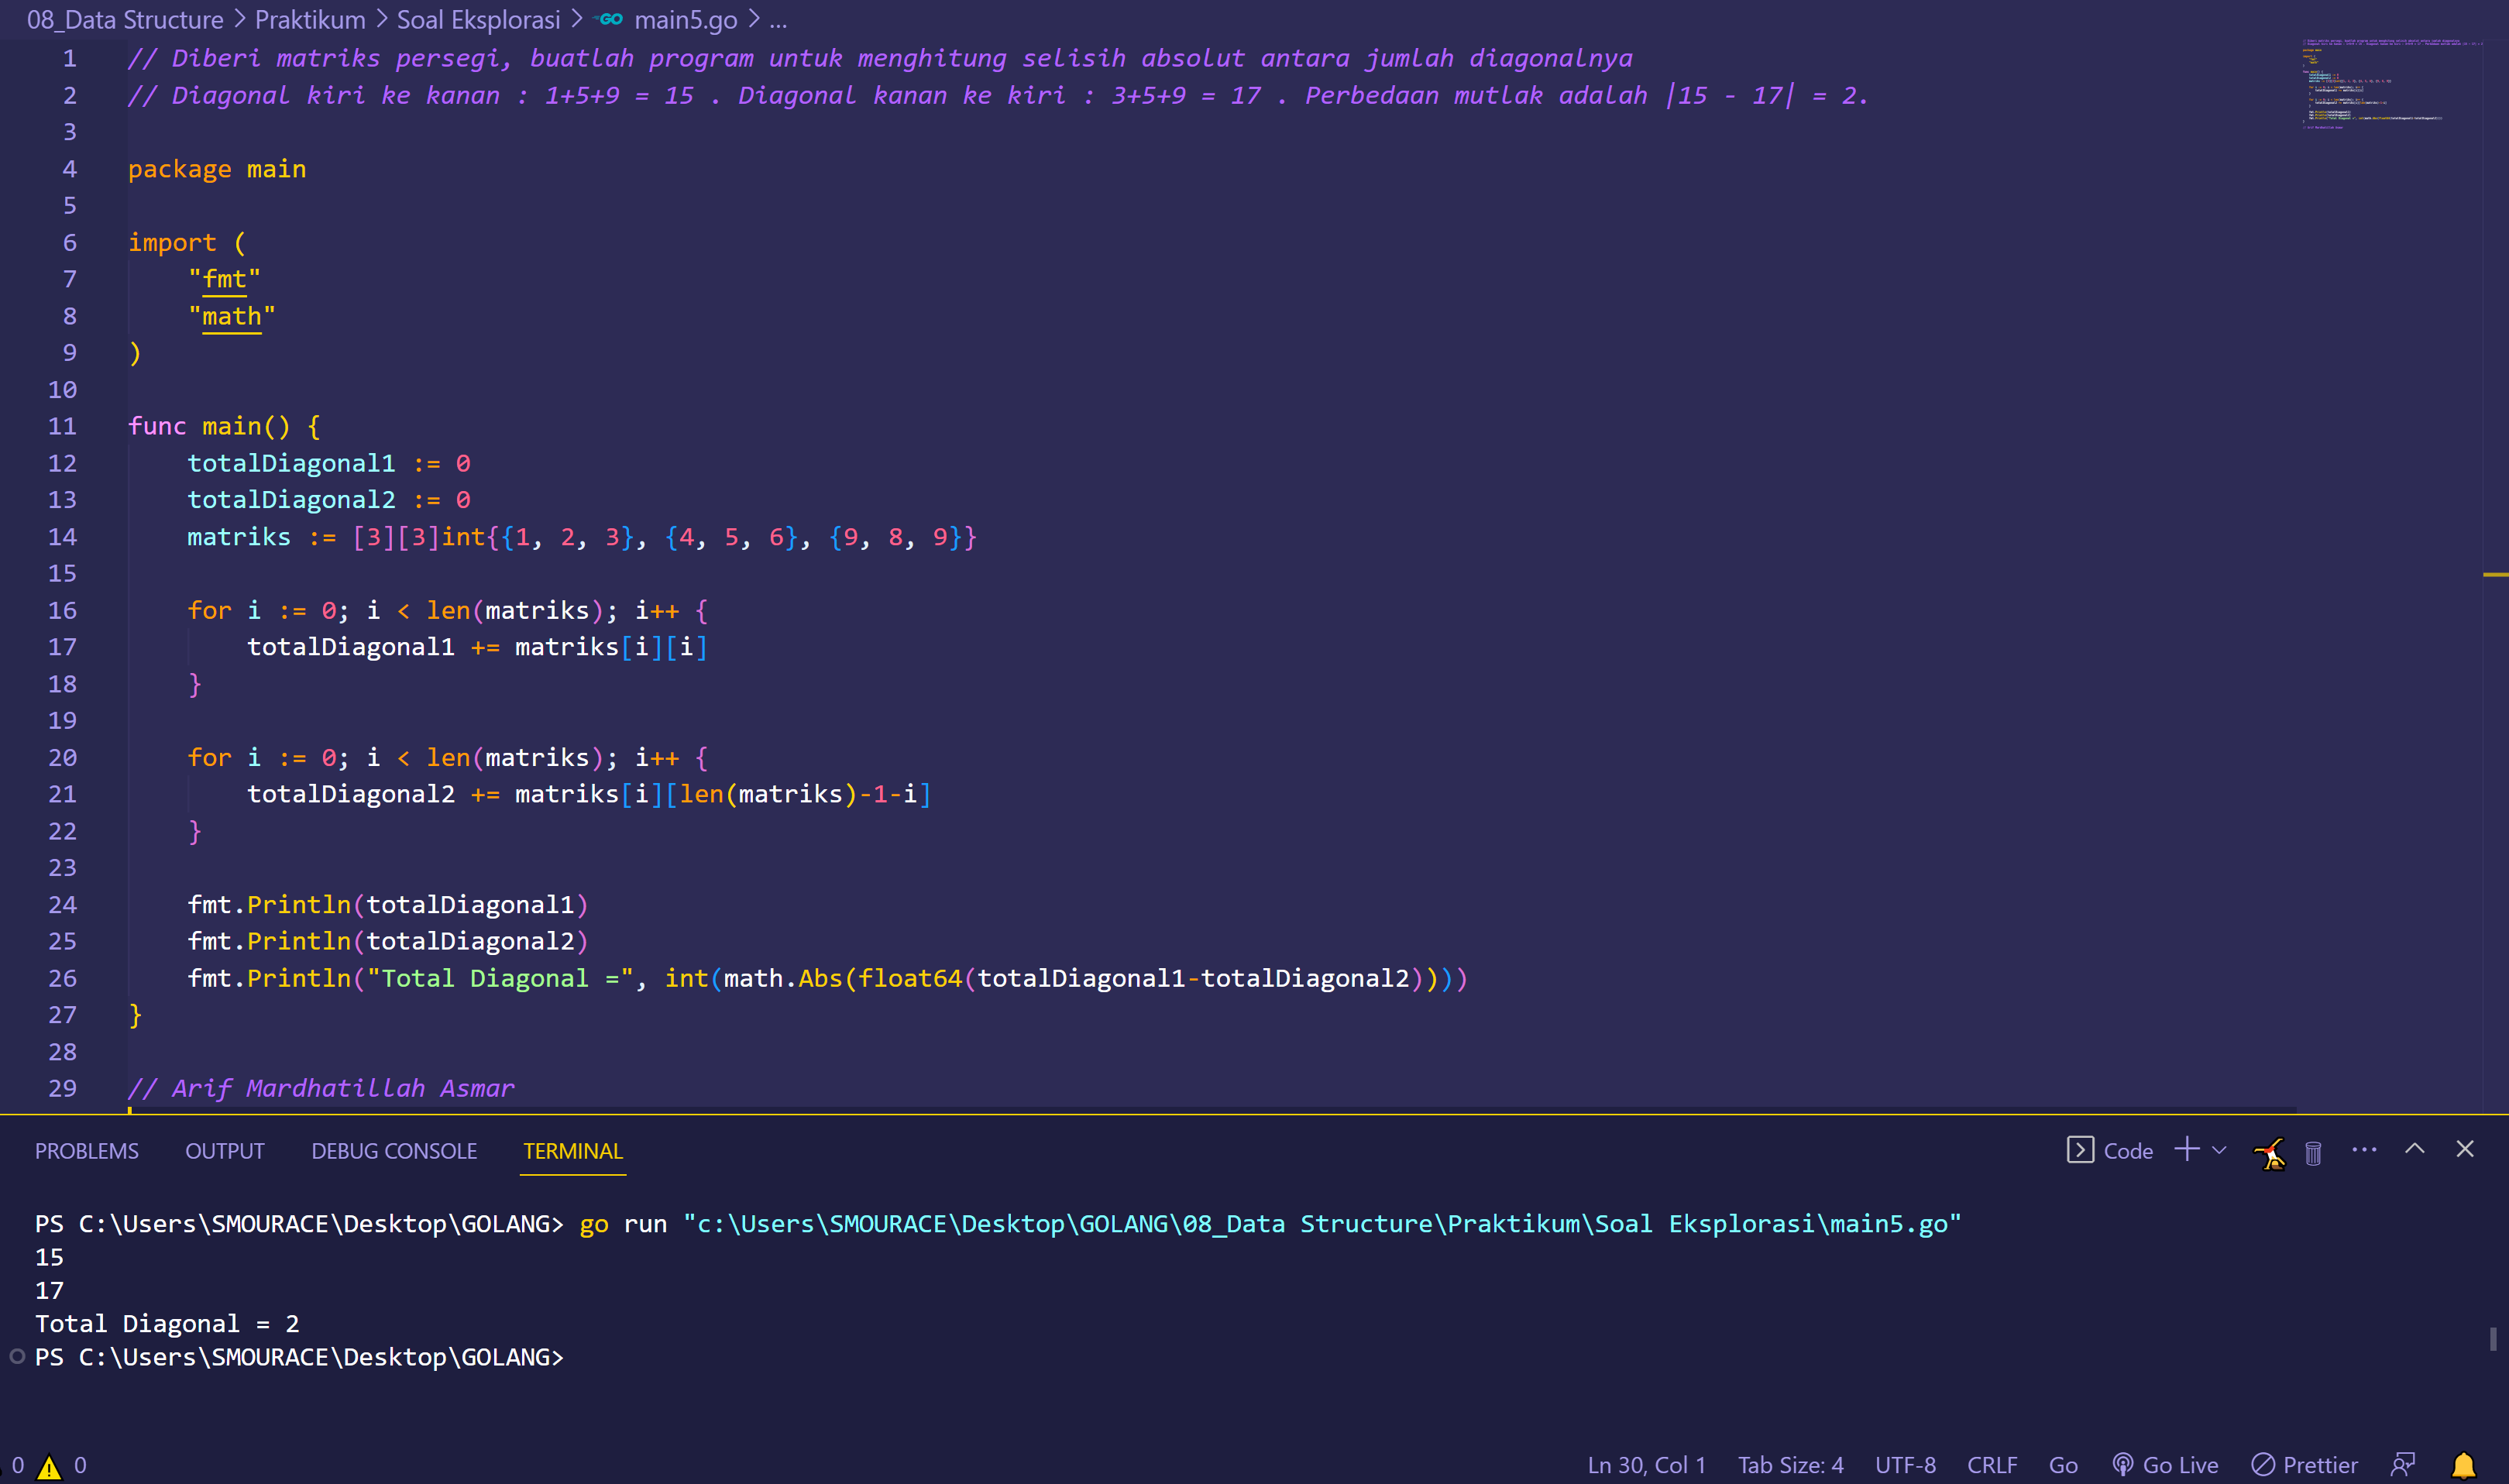 08_Data Structure > Praktikum > Soal Eksplorasi > GO main5.go > ...
1 // Diberi matriks persegi, buatlah program untuk menghitung selisih absolut antara jumlah diagonalnya
2 // Diagonal kiri ke kanan : 1+5+9 = 15 . Diagonal kanan ke kiri : 3+5+9 = 17 . Perbedaan mutlak adalah |15 - 17| = 2.
3
4 package main
5
6 import (
7     "fmt"
8     "math"
9 )
10
11 func main() {
12     totalDiagonal1 := 0
13     totalDiagonal2 := 0
14     matriks := [3][3]int{{1, 2, 3}, {4, 5, 6}, {9, 8, 9}}
15
16     for i := 0; i < len(matriks); i++ {
17         totalDiagonal1 += matriks[i][i]
18     }
19
20     for i := 0; i < len(matriks); i++ {
21         totalDiagonal2 += matriks[i][len(matriks)-1-i]
22     }
23
24     fmt.Println(totalDiagonal1)
25     fmt.Println(totalDiagonal2)
26     fmt.Println("Total Diagonal =", int(math.Abs(float64(totalDiagonal1-totalDiagonal2))))
27 }
28
29 // Arif Mardhatillah Asmar
PROBLEMS OUTPUT DEBUG CONSOLE TERMINAL Code
PS C:\Users\SMOURACE\Desktop\GOLANG> go run "c:\Users\SMOURACE\Desktop\GOLANG\08_Data Structure\Praktikum\Soal Eksplorasi\main5.go"
15
17
Total Diagonal = 2
PS C:\Users\SMOURACE\Desktop\GOLANG>
0 0 Ln 30, Col 1 Tab Size: 4 UTF-8 CRLF Go Go Live Prettier